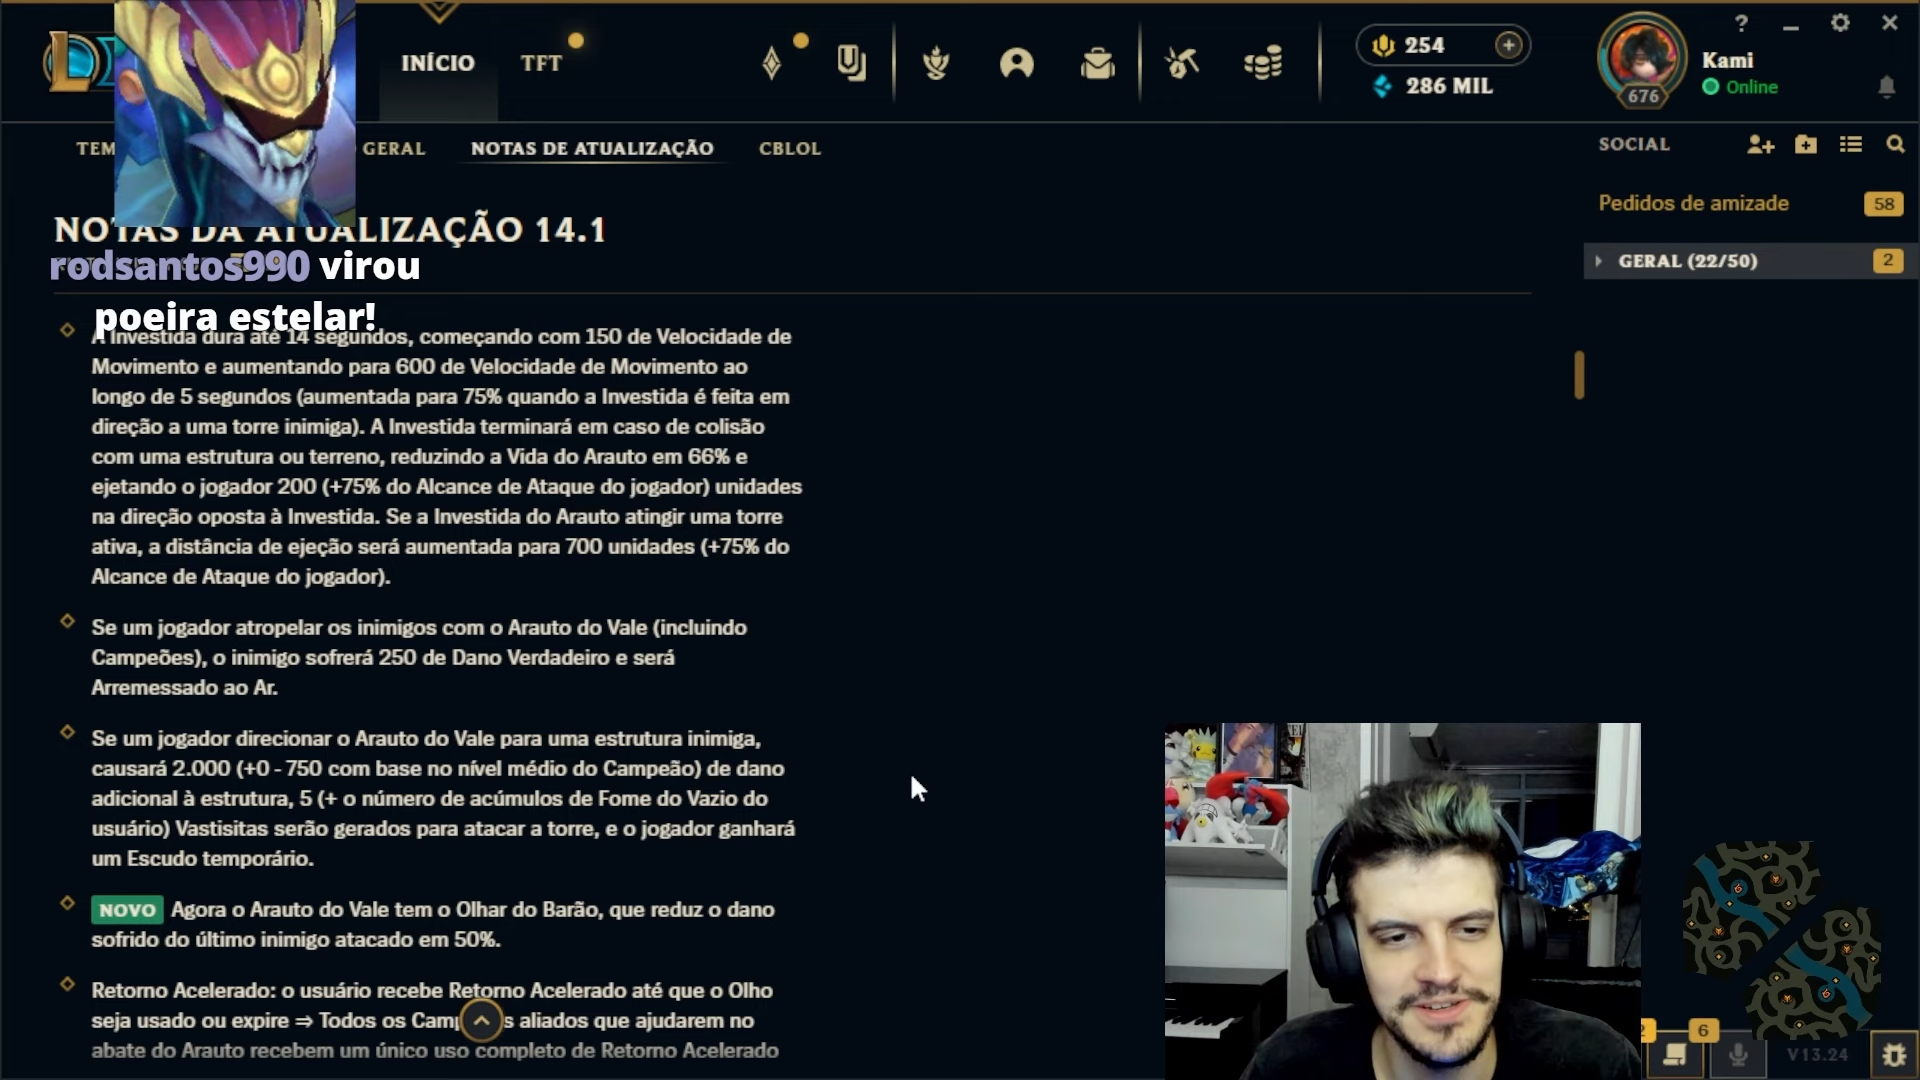 INÍCIO
TFT
254
286 MIL
676
Kami
Online
?
TEM
GERAL
NOTAS DE ATUALIZAÇÃO
CBLOL
SOCIAL
Pedidos de amizade
58
GERAL (22/50)
2
NOTAS DA ATUALIZAÇÃO 14.1
rodsantos990 virou
poeira estelar!
A Investida dura até 14 segundos, começando com 150 de Velocidade de
Movimento e aumentando para 600 de Velocidade de Movimento ao
longo de 5 segundos (aumentada para 75% quando a Investida é feita em
direção a uma torre inimiga). A Investida terminará em caso de colisão
com uma estrutura ou terreno, reduzindo a Vida do Arauto em 66% e
ejetando o jogador 200 (+75% do Alcance de Ataque do jogador) unidades
na direção oposta à Investida. Se a Investida do Arauto atingir uma torre
ativa, a distância de ejeção será aumentada para 700 unidades (+75% do
Alcance de Ataque do jogador).
Se um jogador atropelar os inimigos com o Arauto do Vale (incluindo
Campeões), o inimigo sofrerá 250 de Dano Verdadeiro e será
Arremessado ao Ar.
Se um jogador direcionar o Arauto do Vale para uma estrutura inimiga,
causará 2.000 (+0 - 750 com base no nível médio do Campeão) de dano
adicional à estrutura, 5 (+ o número de acúmulos de Fome do Vazio do
usuário) Vastisitas serão gerados para atacar a torre, e o jogador ganhará
um Escudo temporário.
NOVO Agora o Arauto do Vale tem o Olhar do Barão, que reduz o dano
sofrido do último inimigo atacado em 50%.
Retorno Acelerado: o usuário recebe Retorno Acelerado até que o Olho
seja usado ou expire ⇒ Todos os Camp s aliados que ajudarem no
abate do Arauto recebem um único uso completo de Retorno Acelerado
2
6
V13.24